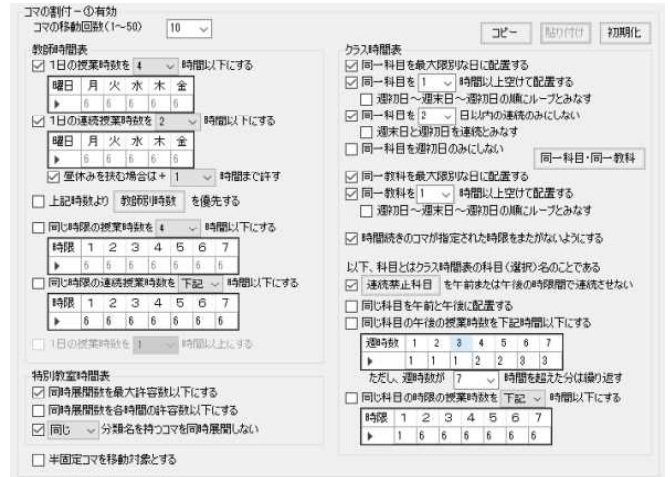 コマの割付－①有効
コマの移動回数(1～50) 10
コピー 貼り付け 初期化
教師時間表
☑ 1日の授業時数を 4 時間以下にする
曜日 月 火 水 木 金
6 6 6 6 6
☑ 1日の連続授業時数を 2 時間以下にする
曜日 月 火 水 木 金
6 6 6 6 6
☑ 昼休みを挟む場合は＋ 1 時間まで許す
☐ 上記時数より 教師別時数 を優先する
☐ 同じ時限の授業時数を 4 時間以下にする
時限 1 2 3 4 5 6 7
6 6 6 6 6 6 6
☐ 同じ時限の連続授業時数を 下記 時間以下にする
時限 1 2 3 4 5 6 7
6 6 6 6 6 6 6
☐ 1日の授業時数を 1 時間以上にする
特別教室時間表
☑ 同時展開数を最大許容数以下にする
☐ 同時展開数を各時間の許容数以下にする
☑ 同じ 分類名を持つコマを同時展開しない
☐ 半固定コマを移動対象とする
クラス時間表
☑ 同一科目を最大限別な日に配置する
☑ 同一科目を 1 時間以上空けて配置する
☐ 週初日～週末日～週初日の順にループとみなす
☑ 同一科目を 2 日以内の連続のみにしない
☐ 週末日と週初日を連続とみなす
☐ 同一科目を週初日のみにしない
同一科目・同一教科
☑ 同一教科を最大限別な日に配置する
☑ 同一教科を 1 時間以上空けて配置する
☐ 週初日～週末日～週初日の順にループとみなす
☑ 時間続きのコマが指定された時限をまたがないようにする
以下、科目とはクラス時間表の科目(選択)名のことである
☑ 連続禁止科目 を午前または午後の時限間で連続させない
☐ 同じ科目を午前と午後に配置する
☐ 同じ科目の午後の授業時数を下記時間以下にする
週時数 1 2 3 4 5 6 7
1 1 1 2 2 3 3
ただし、週時数が 7 時間を超えた分は繰り返す
☐ 同じ科目の時限の授業時数を 下記 時間以下にする
時限 1 2 3 4 5 6 7
1 6 6 6 6 6 6